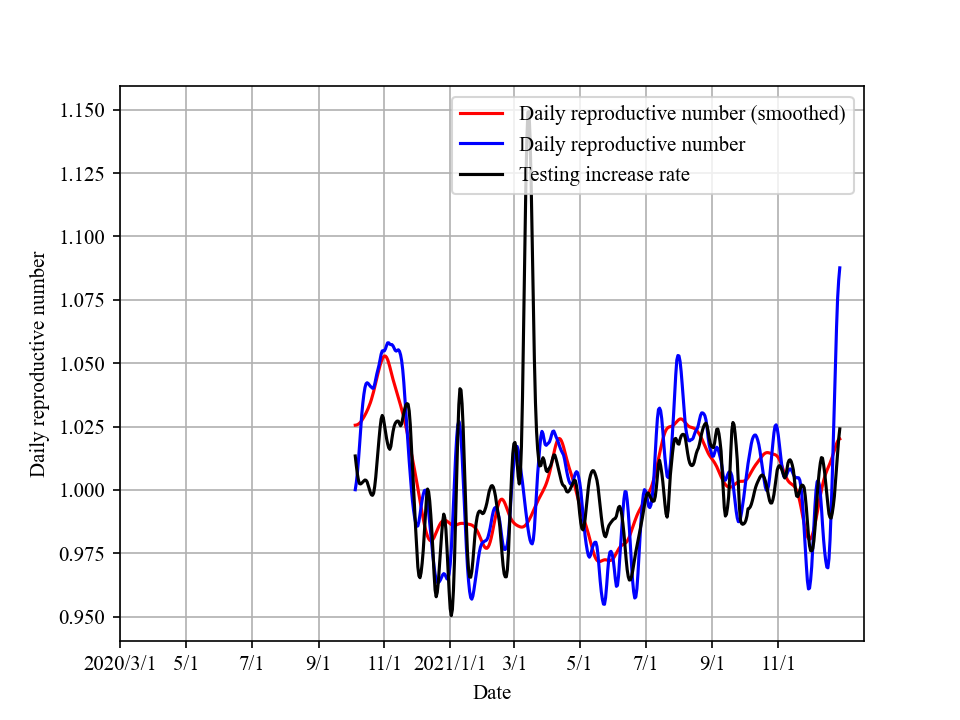 Daily reproductive number (smoothed)
Daily reproductive number
Testing increase rate
1.150
1.125
1.100
1.075
1.050
1.025
1.000
0.975
0.950
Daily reproductive number
2020/3/1 5/1 7/1 9/1 11/1 2021/1/1 3/1 5/1 7/1 9/1 11/1
Date